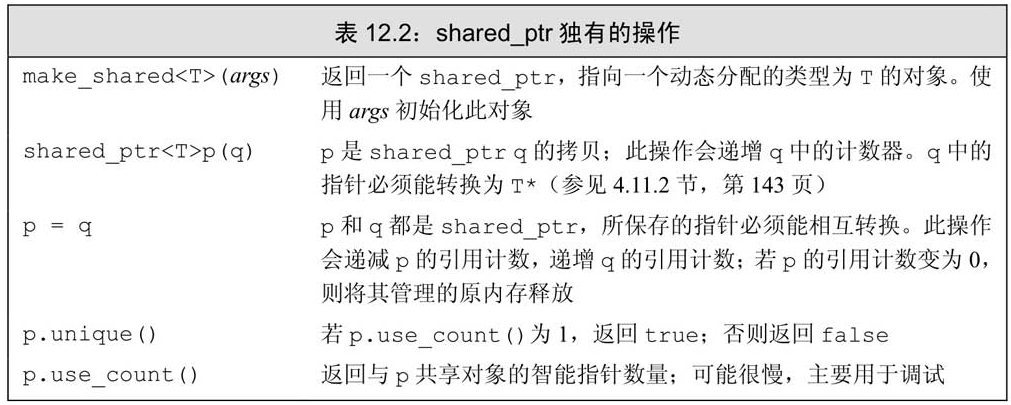 表 12.2：shared_ptr 独有的操作
make_shared<T>(args) 返回一个 shared_ptr，指向一个动态分配的类型为 T 的对象。使
用 args 初始化此对象
shared_ptr<T>p(q) p 是 shared_ptr q 的拷贝；此操作会递增 q 中的计数器。q 中的
指针必须能转换为 T*（参见 4.11.2 节，第 143 页）
p = q p 和 q 都是 shared_ptr，所保存的指针必须能相互转换。此操作
会递减 p 的引用计数，递增 q 的引用计数；若 p 的引用计数变为 0，
则将其管理的原内存释放
p.unique() 若 p.use_count() 为 1，返回 true；否则返回 false
p.use_count() 返回与 p 共享对象的智能指针数量；可能很慢，主要用于调试